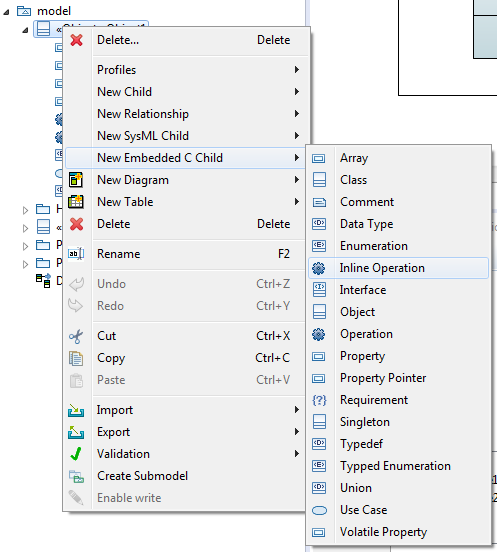 model
Delete... Delete
Profiles
New Child
New Relationship
New SysML Child
New Embedded C Child
New Diagram
New Table
Delete Delete
Rename F2
Undo Ctrl+Z
Redo Ctrl+Y
Cut Ctrl+X
Copy Ctrl+C
Paste Ctrl+V
Import
Export
Validation
Create Submodel
Enable write
Array
Class
Comment
Data Type
Enumeration
Inline Operation
Interface
Object
Operation
Property
Property Pointer
Requirement
Singleton
Typedef
Typped Enumeration
Union
Use Case
Volatile Property